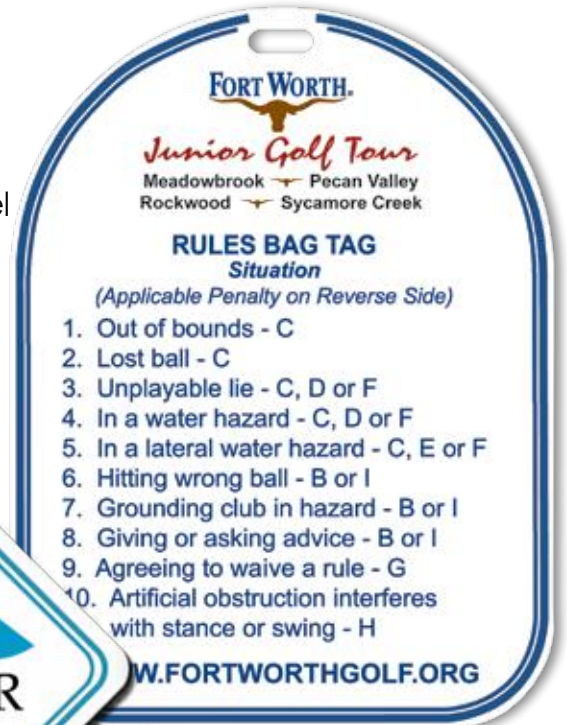 FORT WORTH.
Junior Golf Tour
Meadowbrook Pecan Valley
Rockwood Sycamore Creek
el
RULES BAG TAG
Situation
(Applicable Penalty on Reverse Side)
1. Out of bounds - C
2. Lost ball - C
3. Unplayable lie - C, D or F
4. In a water hazard - C, D or F
5. In a lateral water hazard - C, E or F
6. Hitting wrong ball - B or I
7. Grounding club in hazard - B or I
8. Giving or asking advice - B or I
9. Agreeing to waive a rule - G
10. Artificial obstruction interferes
with stance or swing - H
W.FORTWORTHGOLF.ORG
R